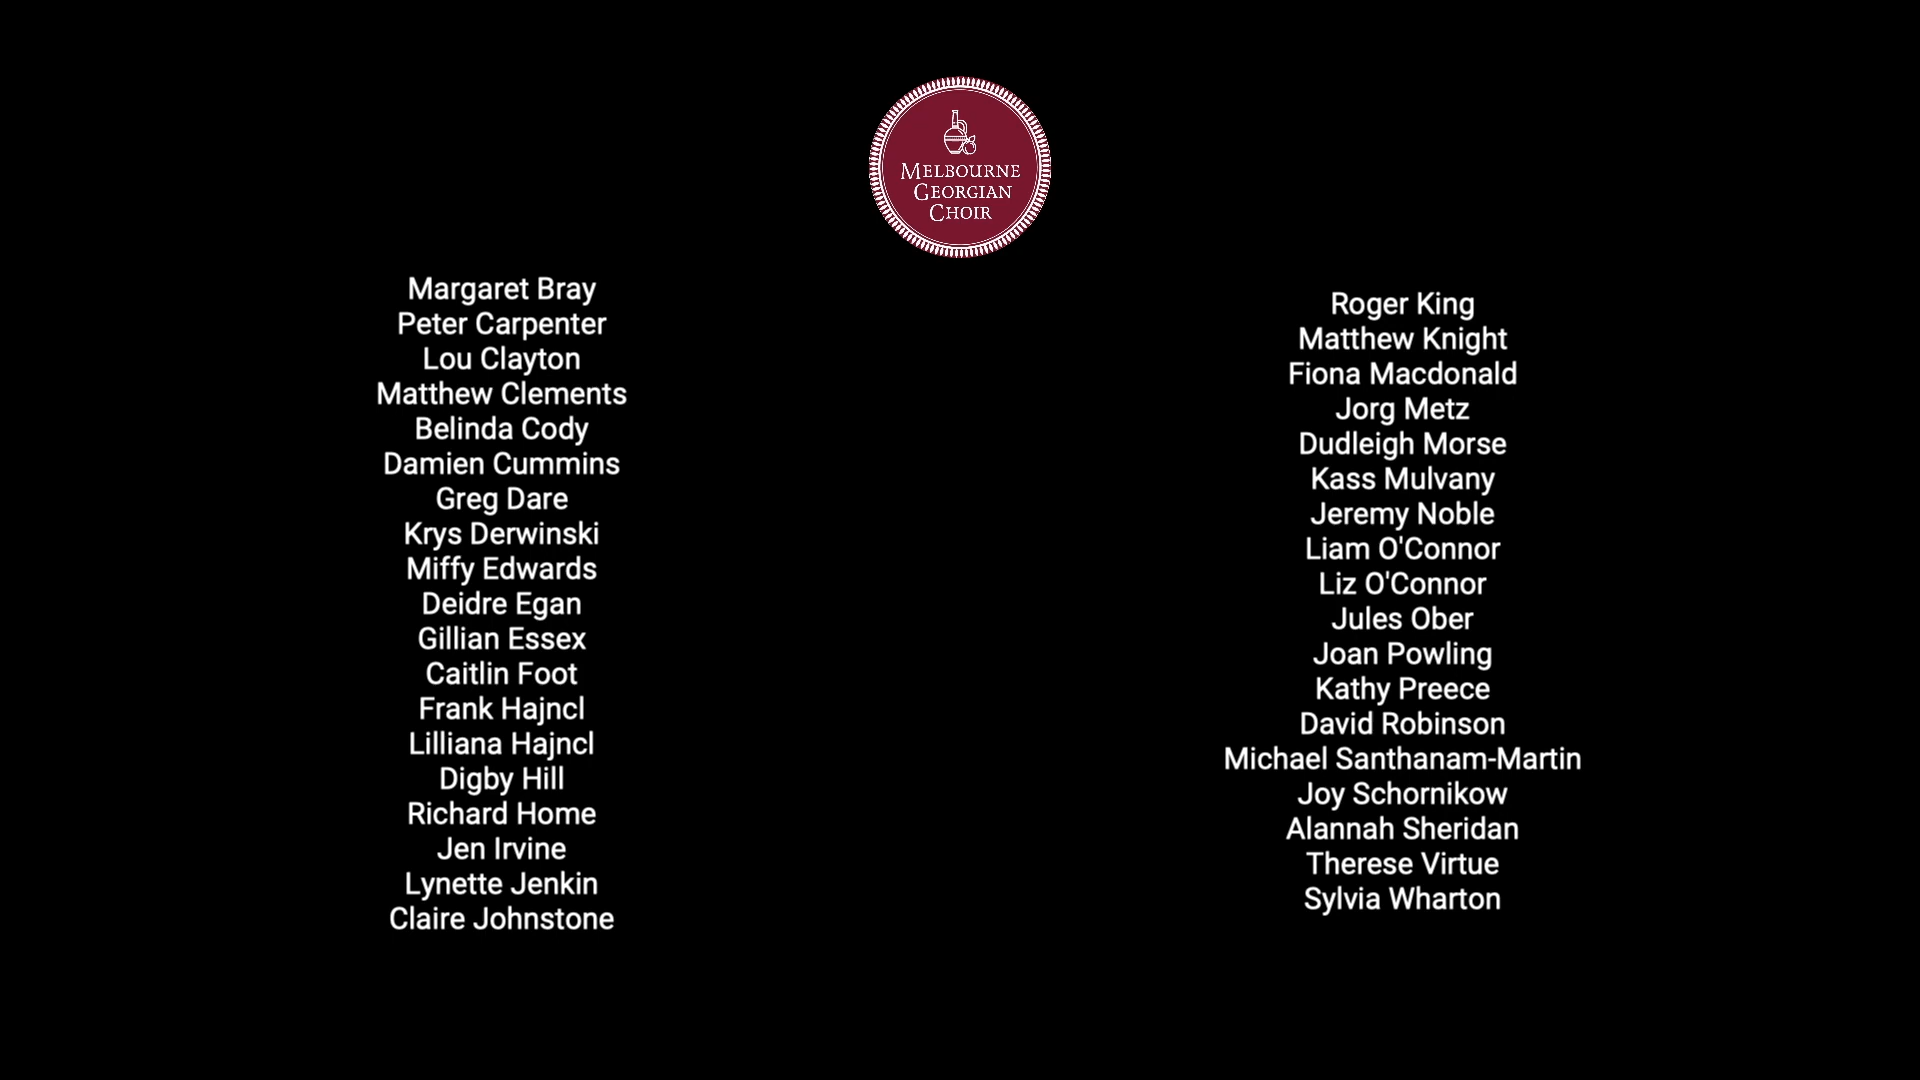 MELBOURNE
GEORGIAN
CHOIR
Margaret Bray
Peter Carpenter
Lou Clayton
Matthew Clements
Belinda Cody
Damien Cummins
Greg Dare
Krys Derwinski
Miffy Edwards
Deidre Egan
Gillian Essex
Caitlin Foot
Frank Hajncl
Lilliana Hajncl
Digby Hill
Richard Home
Jen Irvine
Lynette Jenkin
Claire Johnstone
Roger King
Matthew Knight
Fiona Macdonald
Jorg Metz
Dudleigh Morse
Kass Mulvany
Jeremy Noble
Liam O'Connor
Liz O'Connor
Jules Ober
Joan Powling
Kathy Preece
David Robinson
Michael Santhanam-Martin
Joy Schornikow
Alannah Sheridan
Therese Virtue
Sylvia Wharton